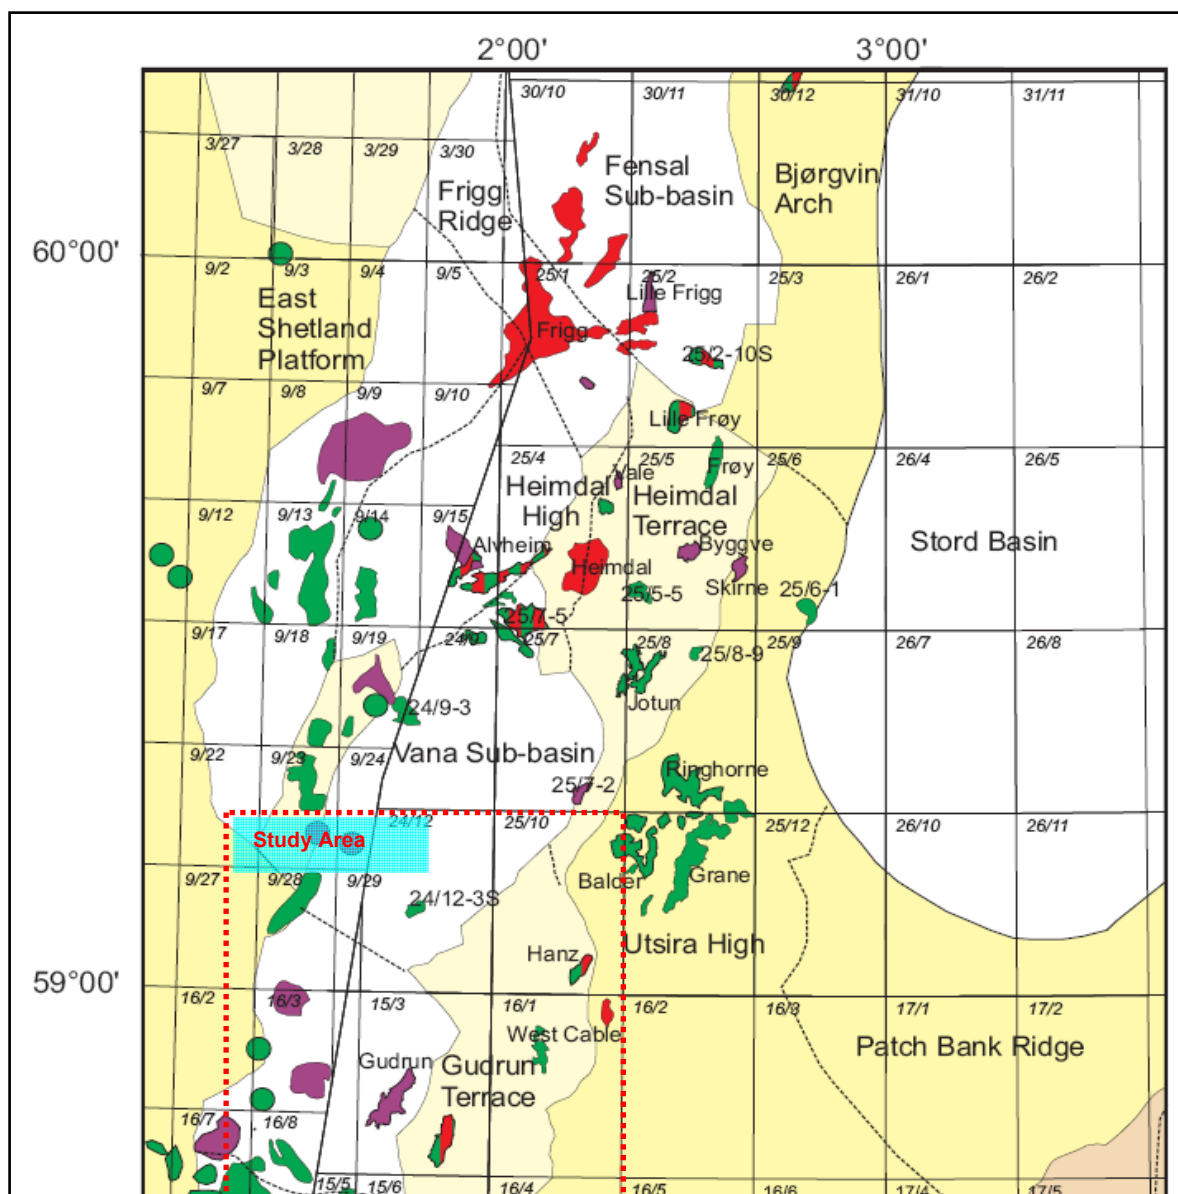 2°00' 3°00'
30/10 30/11 30/12 31/10 31/11
3/27 3/28 3/29 3/30
Fensal
Sub-basin
Bjørgvin
Arch
Frigg
Ridge
60°00'
9/2 9/3 9/4 9/5 25/1 25/2 25/3 26/1 26/2
Lille Frigg
East
Shetland
Platform
Frigg
25/2-10S
9/7 9/8 9/9 9/10
Lille Frøy
25/4 25/5 25/6 26/4 26/5
Vale Frøy
Heimdal
High
Heimdal
Terrace
9/12 9/13 9/14 9/15
Alvheim Byggve
Stord Basin
Heimdal
Skirne
25/5-5 25/6-1
25/7-5
9/17 9/18 9/19 24/9 25/7 25/8 25/9 26/7 26/8
25/8-9
Jotun
24/9-3
9/22 9/23 9/24
Vana Sub-basin
Ringhorne
25/7-2
24/12 25/10 25/12 26/10 26/11
Study Area
9/27 9/28 9/29
Balder Grane
24/12-3S
Hanz
Utsira High
59°00'
16/2 16/3 15/3 16/1 16/2 16/3 17/1 17/2
West Cable
Patch Bank Ridge
Gudrun
Gudrun
Terrace
16/7 16/8
15/5 15/6 16/4 16/5 16/6 17/4 17/5